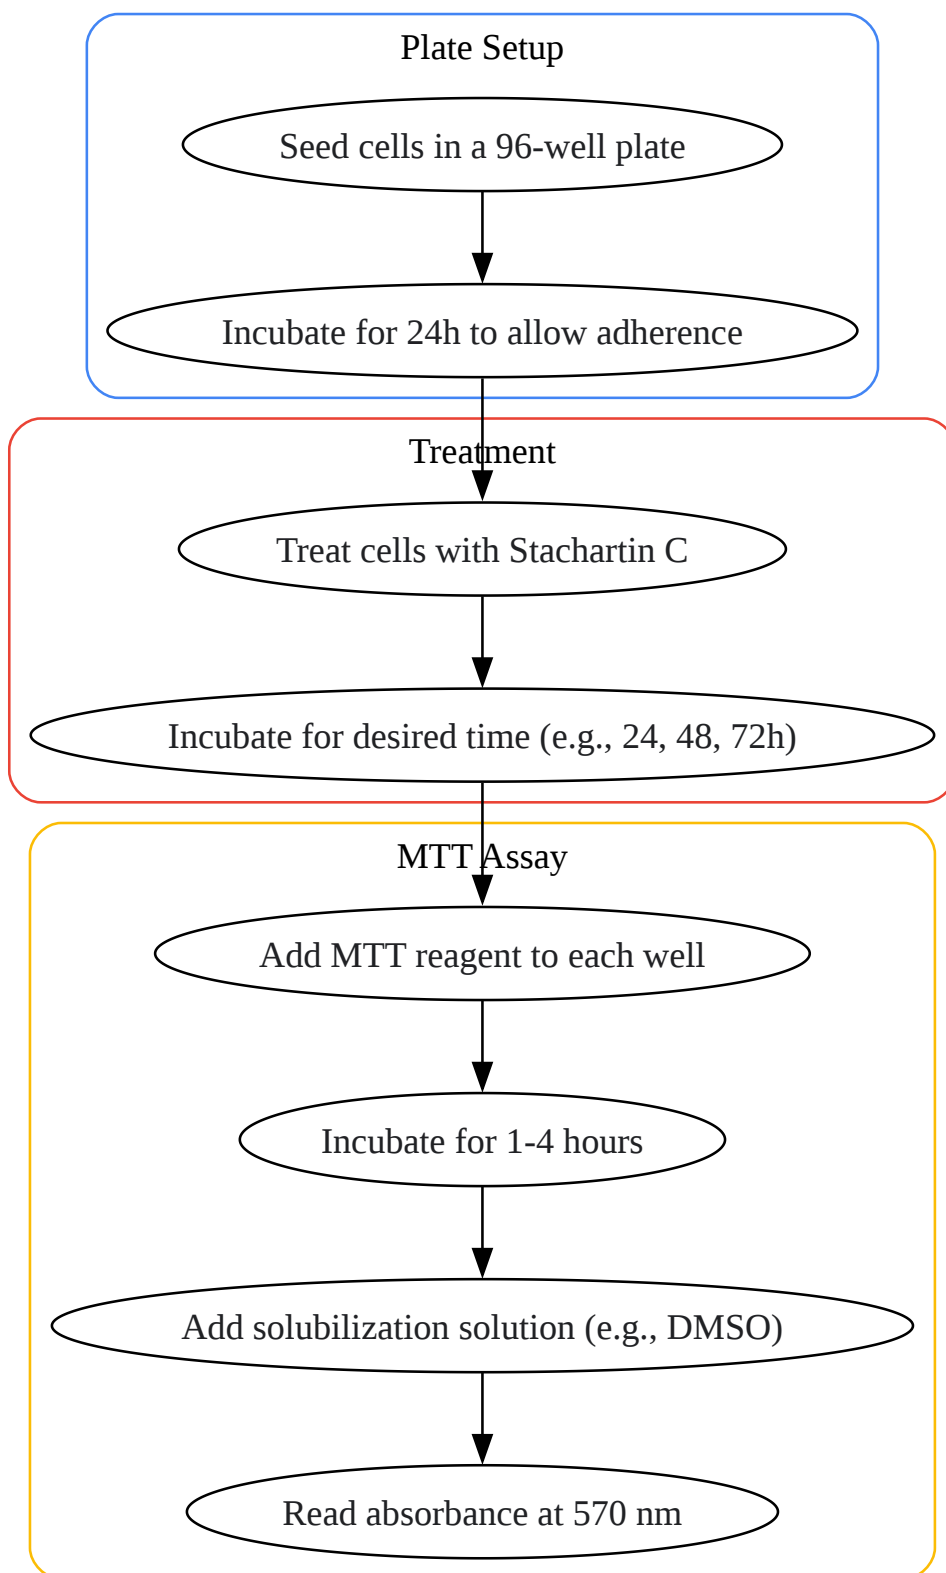 Plate Setup
Seed cells in a 96-well plate
Incubate for 24h to allow adherence
Treatment
Treat cells with Stachartin C
Incubate for desired time (e.g., 24, 48, 72h)
MTT Assay
Add MTT reagent to each well
Incubate for 1-4 hours
Add solubilization solution (e.g., DMSO)
Read absorbance at 570 nm